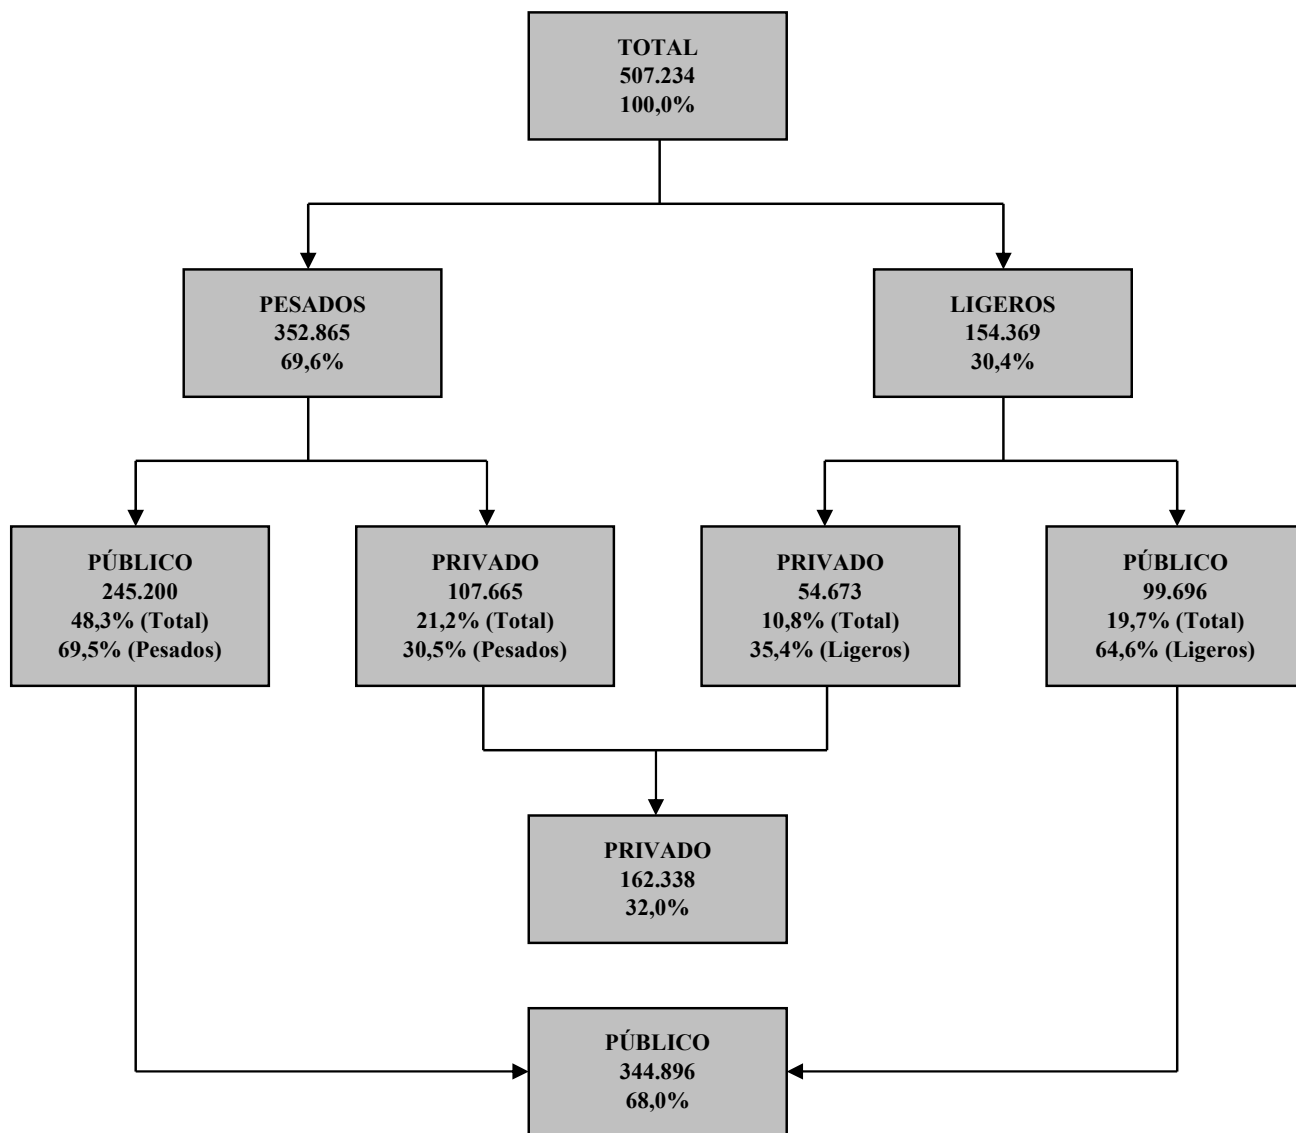 TOTAL
507.234
100,0%
PESADOS
352.865
69,6%
LIGEROS
154.369
30,4%
PÚBLICO
245.200
48,3% (Total)
69,5% (Pesados)
PRIVADO
107.665
21,2% (Total)
30,5% (Pesados)
PRIVADO
54.673
10,8% (Total)
35,4% (Ligeros)
PÚBLICO
99.696
19,7% (Total)
64,6% (Ligeros)
PRIVADO
162.338
32,0%
PÚBLICO
344.896
68,0%